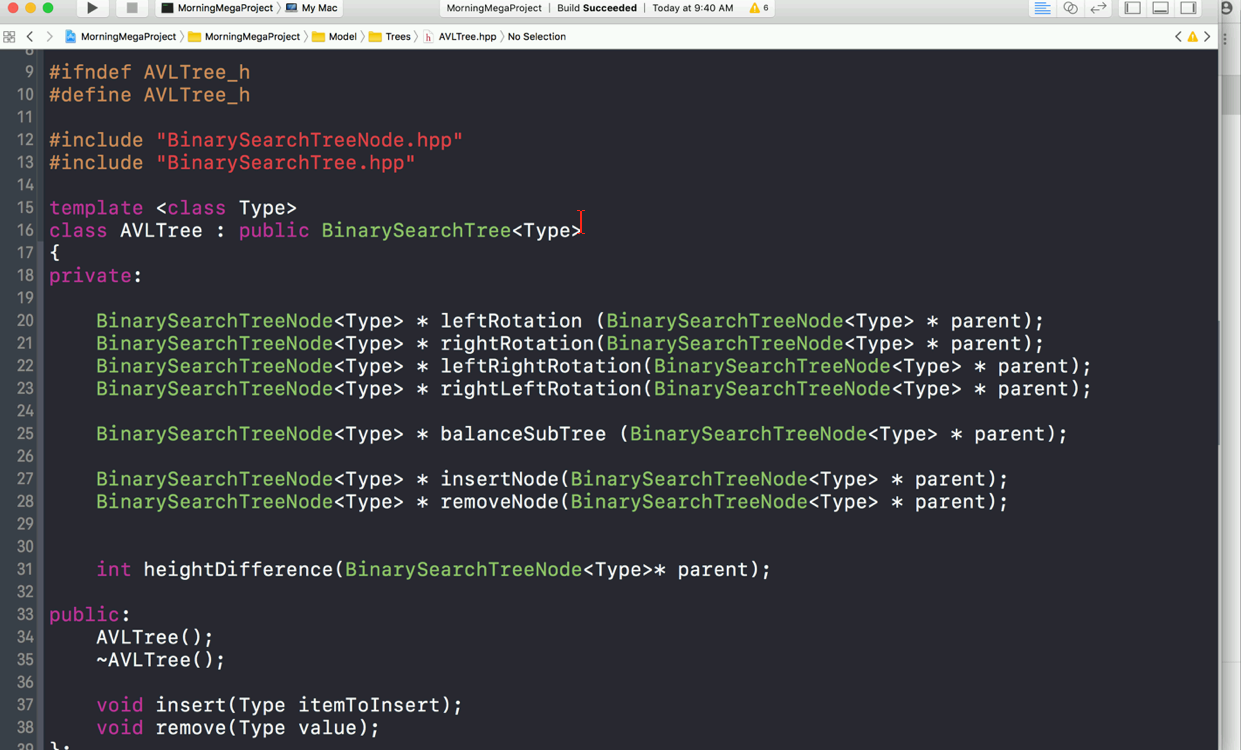 MorningMegaProject My Mac MorningMegaProject | Build Succeeded | Today at 9:40 AM 6
MorningMegaProject MorningMegaProject Model Trees h AVLTree.hpp No Selection
8
9 #ifndef AVLTree_h
10 #define AVLTree_h
11
12 #include "BinarySearchTreeNode.hpp"
13 #include "BinarySearchTree.hpp"
14
15 template <class Type>
16 class AVLTree : public BinarySearchTree<Type>
17 {
18 private:
19
20 BinarySearchTreeNode<Type> * leftRotation (BinarySearchTreeNode<Type> * parent);
21 BinarySearchTreeNode<Type> * rightRotation(BinarySearchTreeNode<Type> * parent);
22 BinarySearchTreeNode<Type> * leftRightRotation(BinarySearchTreeNode<Type> * parent);
23 BinarySearchTreeNode<Type> * rightLeftRotation(BinarySearchTreeNode<Type> * parent);
24
25 BinarySearchTreeNode<Type> * balanceSubTree (BinarySearchTreeNode<Type> * parent);
26
27 BinarySearchTreeNode<Type> * insertNode(BinarySearchTreeNode<Type> * parent);
28 BinarySearchTreeNode<Type> * removeNode(BinarySearchTreeNode<Type> * parent);
29
30
31 int heightDifference(BinarySearchTreeNode<Type>* parent);
32
33 public:
34 AVLTree();
35 ~AVLTree();
36
37 void insert(Type itemToInsert);
38 void remove(Type value);
39 };